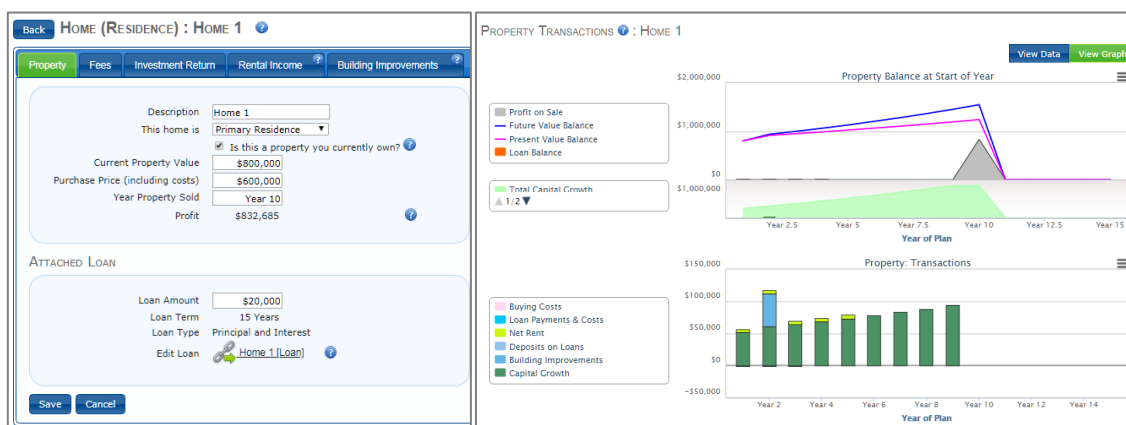 Back HOME (RESIDENCE) : HOME 1 ?
Property Fees Investment Return Rental Income ? Building Improvements ?
Description Home 1
This home is Primary Residence
Is this a property you currently own? ?
Current Property Value $800,000
Purchase Price (including costs) $600,000
Year Property Sold Year 10
Profit $832,685 ?
ATTACHED LOAN
Loan Amount $20,000
Loan Term 15 Years
Loan Type Principal and Interest
Edit Loan Home 1 [Loan] ?
Save Cancel
PROPERTY TRANSACTIONS ? : HOME 1
View Data View Graph
Property Balance at Start of Year
Profit on Sale
Future Value Balance
Present Value Balance
Loan Balance
Total Capital Growth
1/2
$2,000,000
$1,000,000
$0
$1,000,000
Year 2.5 Year 5 Year 7.5 Year 10 Year 12.5 Year 15
Year of Plan
Property: Transactions
Buying Costs
Loan Payments & Costs
Net Rent
Deposits on Loans
Building Improvements
Capital Growth
$150,000
$100,000
$50,000
$0
-$50,000
Year 2 Year 4 Year 6 Year 8 Year 10 Year 12 Year 14
Year of Plan